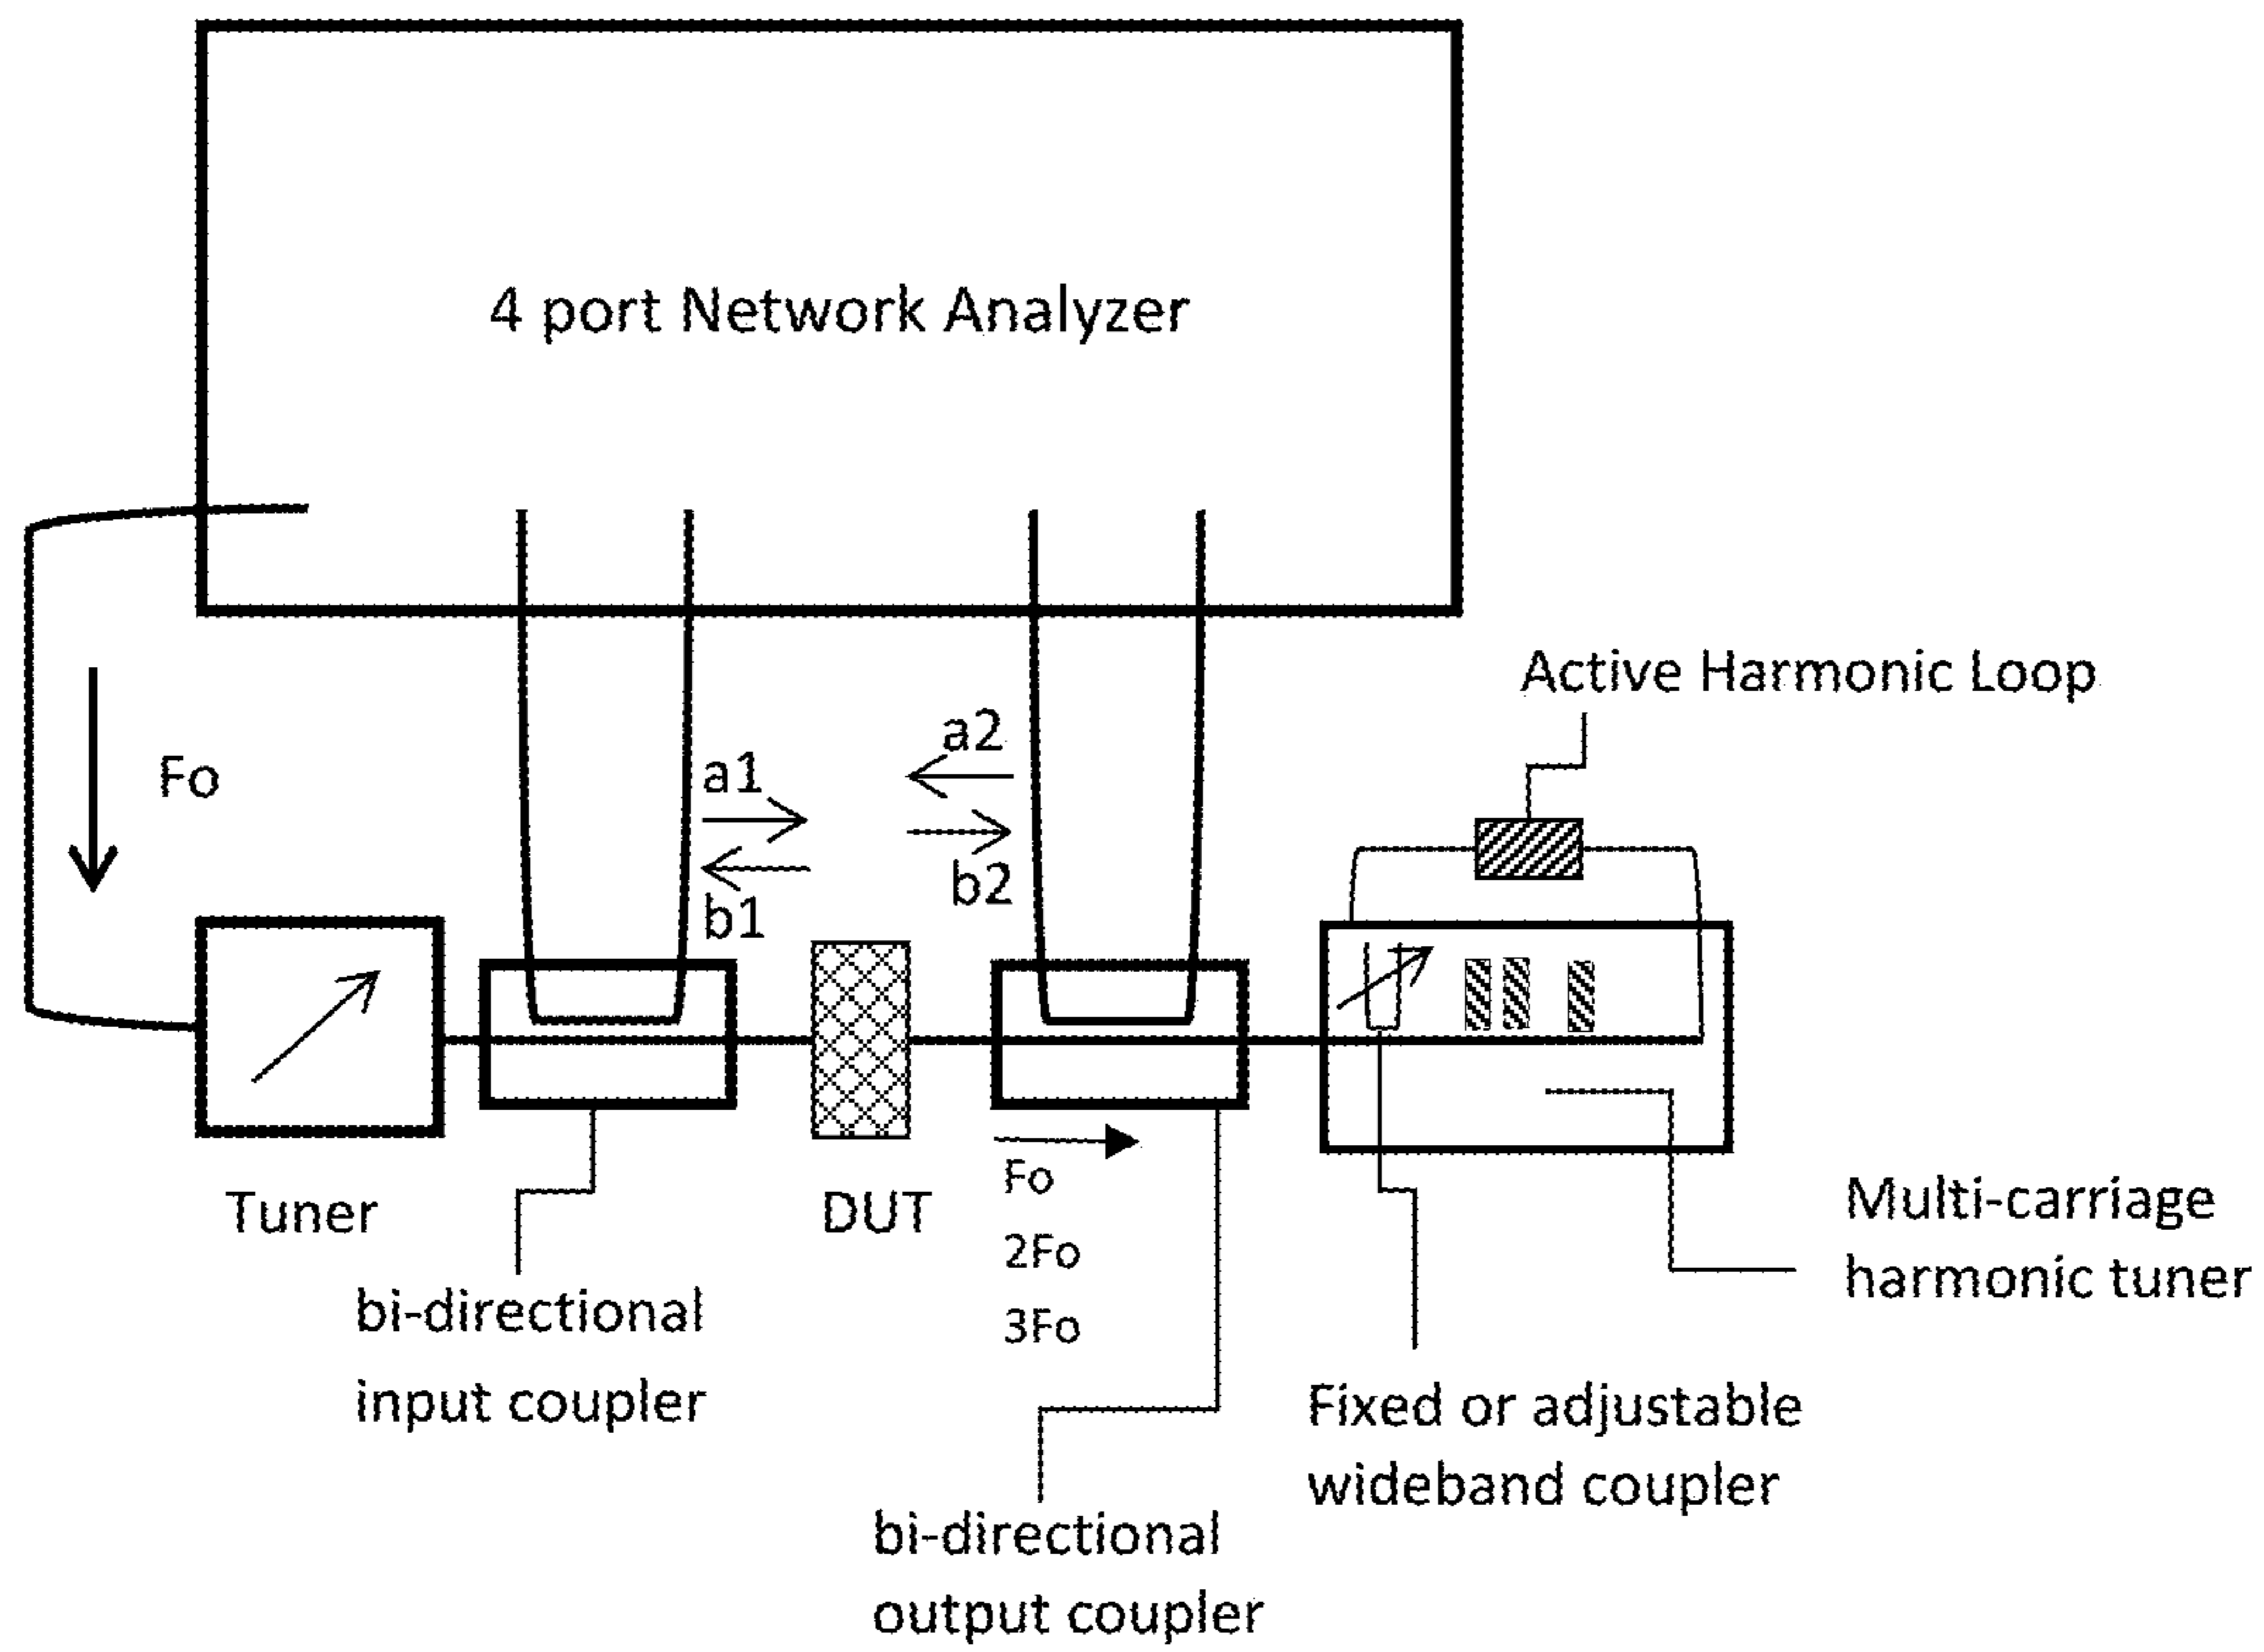 4 port Network Analyzer
Active Harmonic Loop
Fo
a1
b1
a2
b2
Tuner
DUT
Fo
2Fo
3Fo
bi-directional
input coupler
bi-directional
output coupler
Fixed or adjustable
wideband coupler
Multi-carriage
harmonic tuner